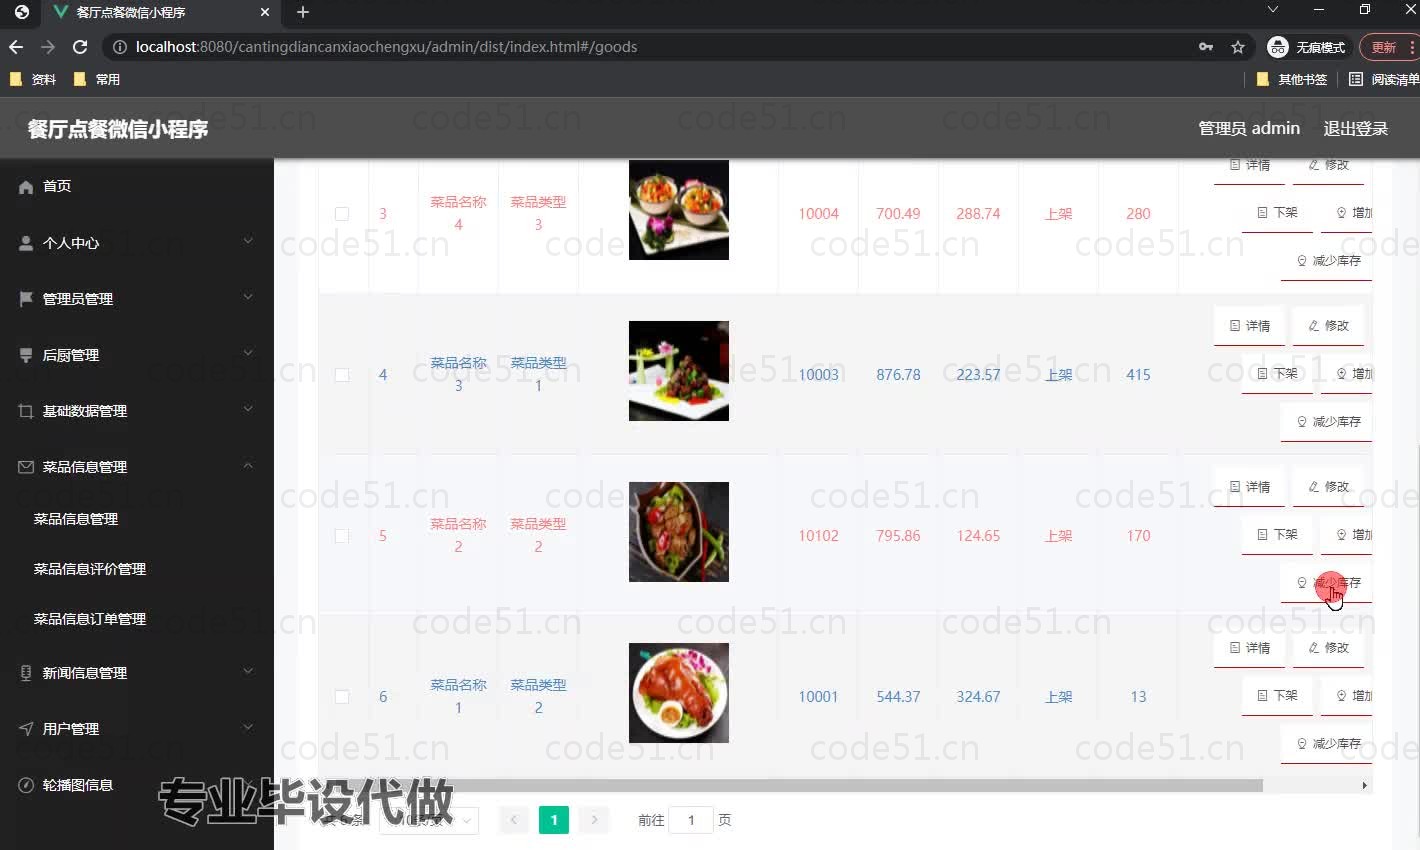 餐厅点餐微信小程序
localhost:8080/cantingdiancanxiaochengxu/admin/dist/index.html#/goods
无痕模式
更新
资料
常用
其他书签
阅读清单
餐厅点餐微信小程序
管理员 admin
退出登录
首页
个人中心
管理员管理
后厨管理
基础数据管理
菜品信息管理
菜品信息管理
菜品信息评价管理
菜品信息订单管理
新闻信息管理
用户管理
轮播图信息
详情
修改
3
菜品名称
4
菜品类型
3
10004
700.49
288.74
上架
280
下架
增加
减少库存
详情
修改
4
菜品名称
3
菜品类型
1
10003
876.78
223.57
上架
415
下架
增加
减少库存
详情
修改
5
菜品名称
2
菜品类型
2
10102
795.86
124.65
上架
170
下架
增加
减少库存
详情
修改
6
菜品名称
1
菜品类型
2
10001
544.37
324.67
上架
13
下架
增加
减少库存
专业毕设代做
1
前往
1
页
code51.cn